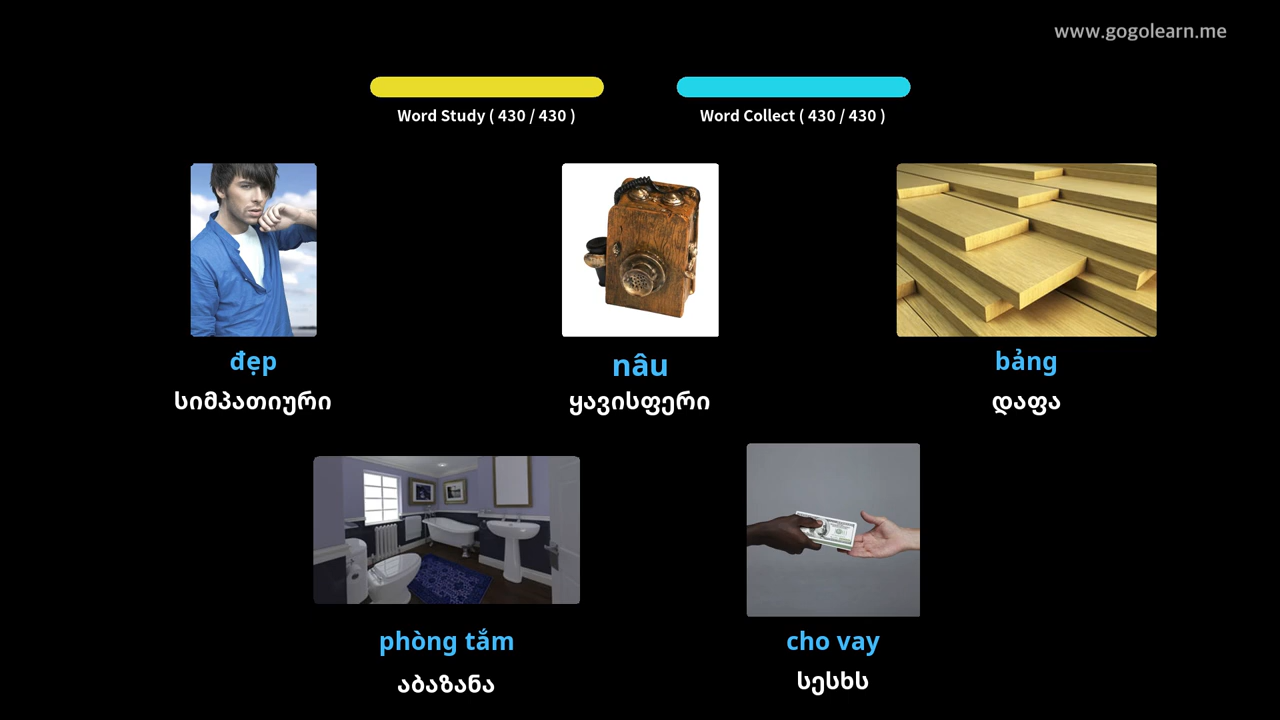 www.gogolearn.me
Word Study ( 430 / 430 )
Word Collect ( 430 / 430 )
đẹp
სიმპათიური
nâu
ყავისფერი
bảng
დაფა
phòng tắm
აბაზანა
cho vay
სესხს